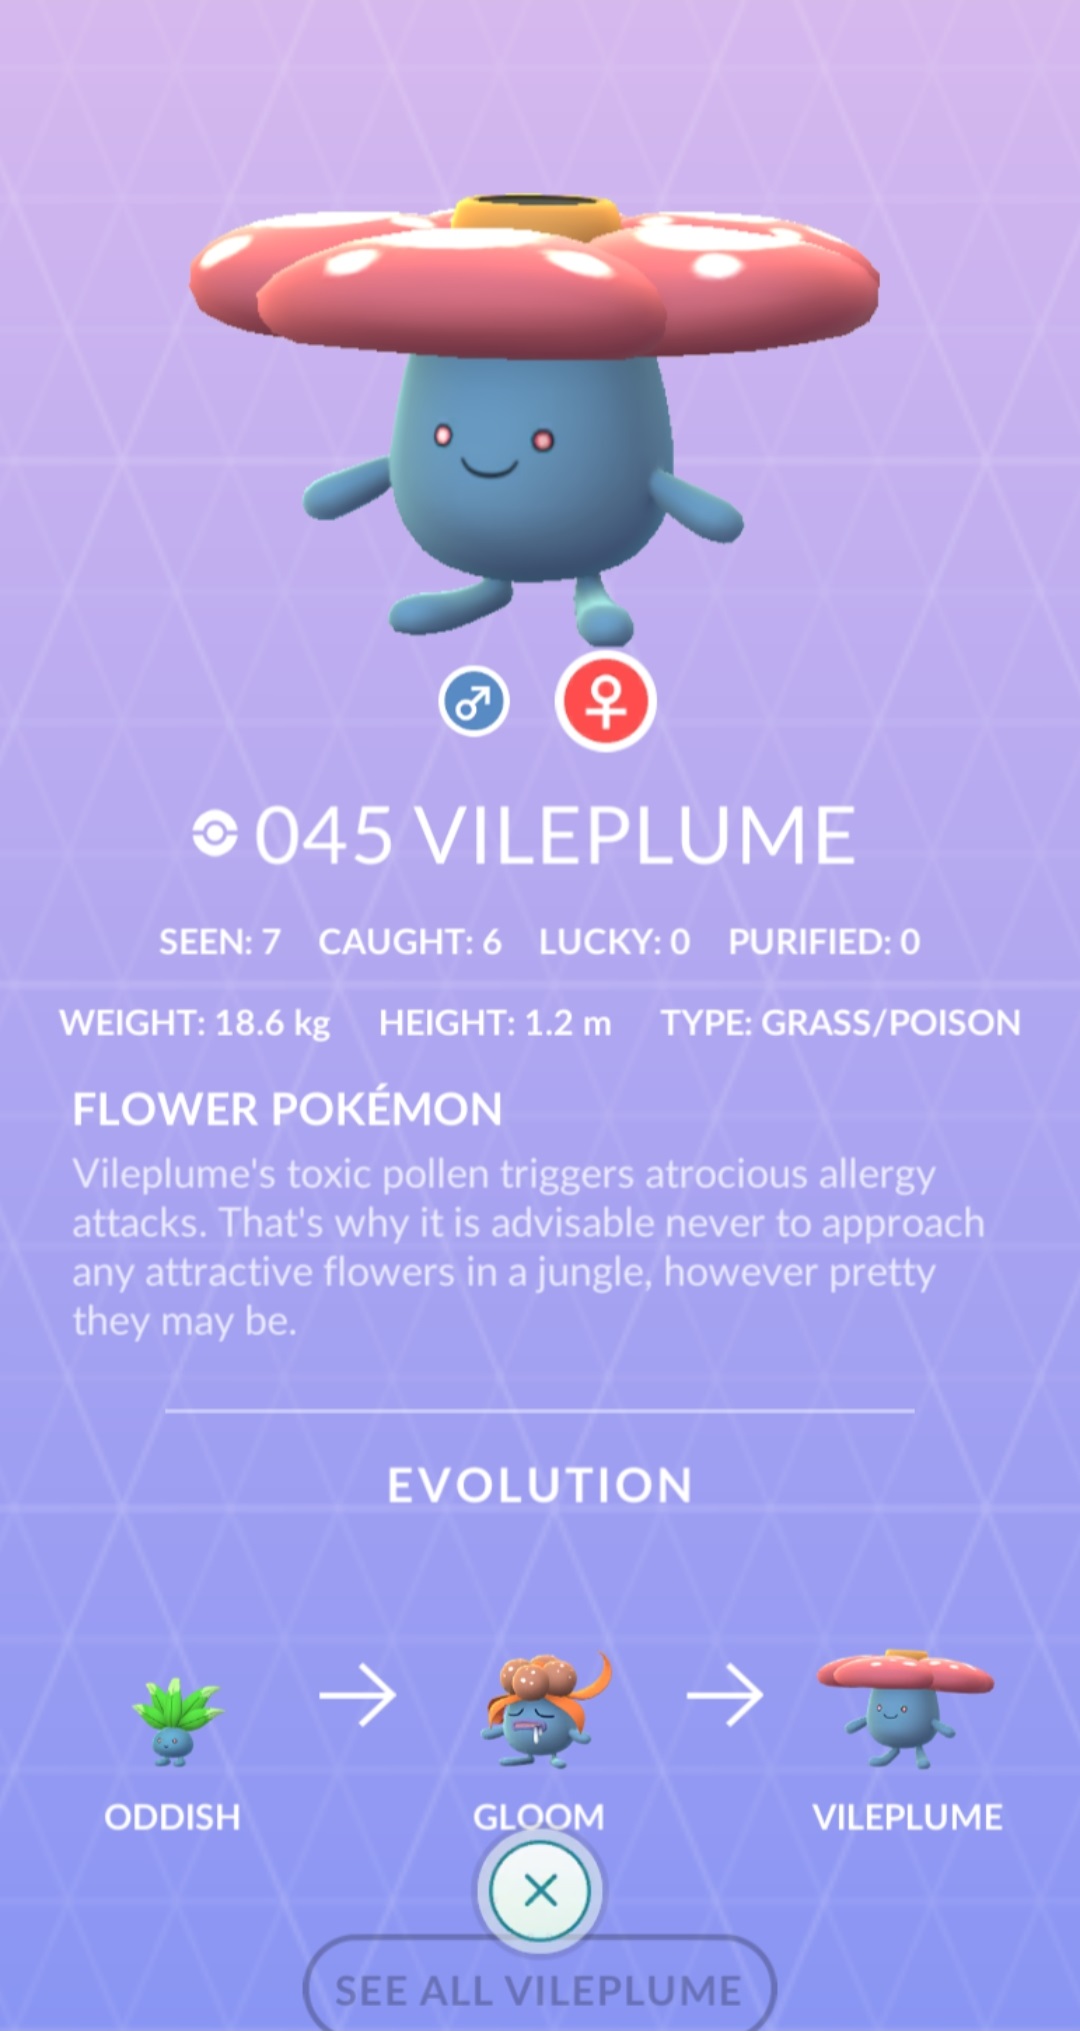 045 VILEPLUME
SEEN: 7 CAUGHT: 6 LUCKY: 0 PURIFIED: 0
WEIGHT: 18.6 kg HEIGHT: 1.2 m TYPE: GRASS/POISON
FLOWER POKÉMON
Vileplume's toxic pollen triggers atrocious allergy
attacks. That's why it is advisable never to approach
any attractive flowers in a jungle, however pretty
they may be.
EVOLUTION
ODDISH GLOOM VILEPLUME
SEE ALL VILEPLUME